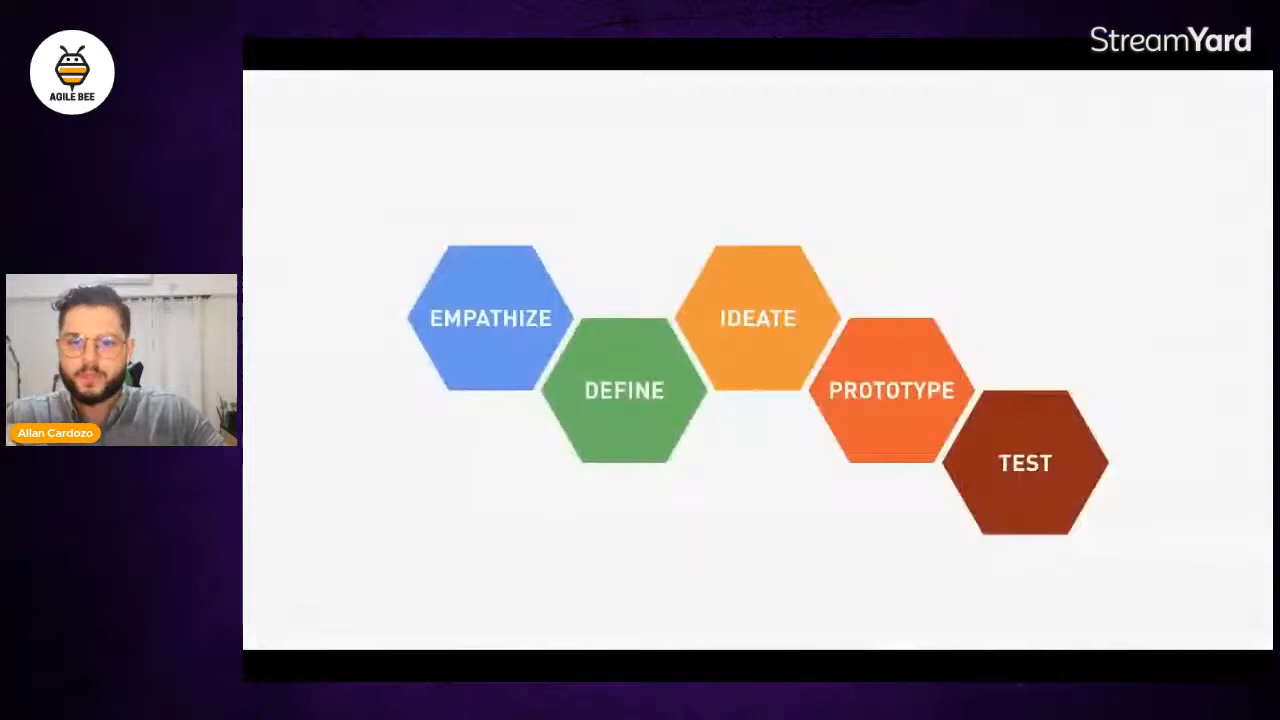 AGILE BEE
StreamYard
EMPATHIZE
DEFINE
IDEATE
PROTOTYPE
TEST
Allan Cardozo